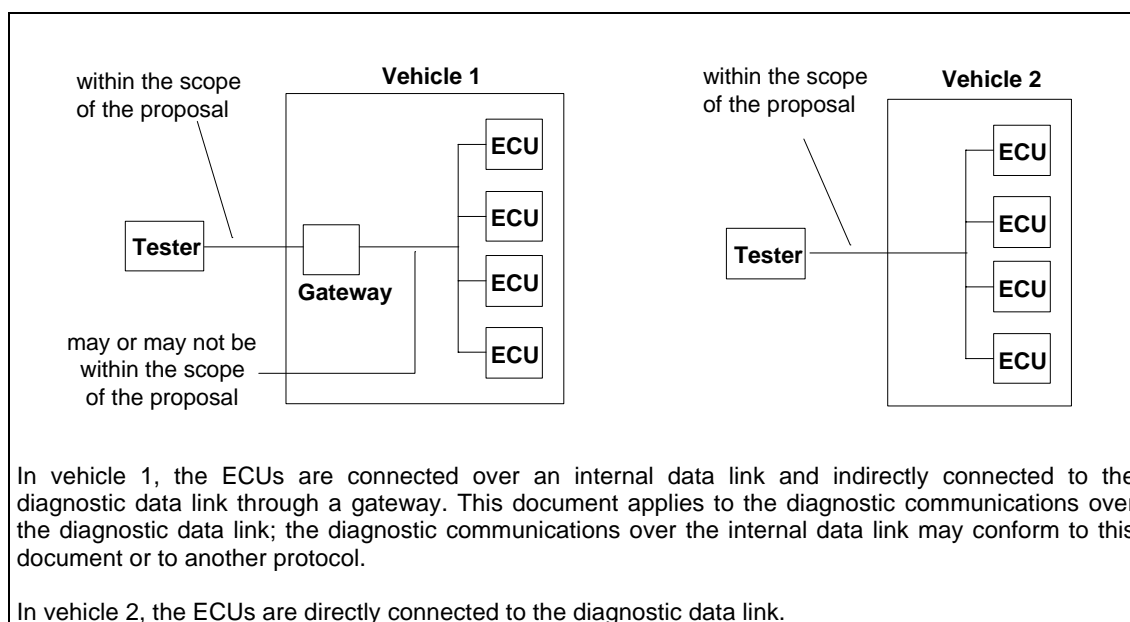 within the scope
of the proposal
Vehicle 1
ECU
ECU
ECU
ECU
Tester
Gateway
may or may not be
within the scope
of the proposal
within the scope
of the proposal
Vehicle 2
ECU
ECU
ECU
ECU
Tester
In vehicle 1, the ECUs are connected over an internal data link and indirectly connected to the
diagnostic data link through a gateway. This document applies to the diagnostic communications over
the diagnostic data link; the diagnostic communications over the internal data link may conform to this
document or to another protocol.
In vehicle 2, the ECUs are directly connected to the diagnostic data link.